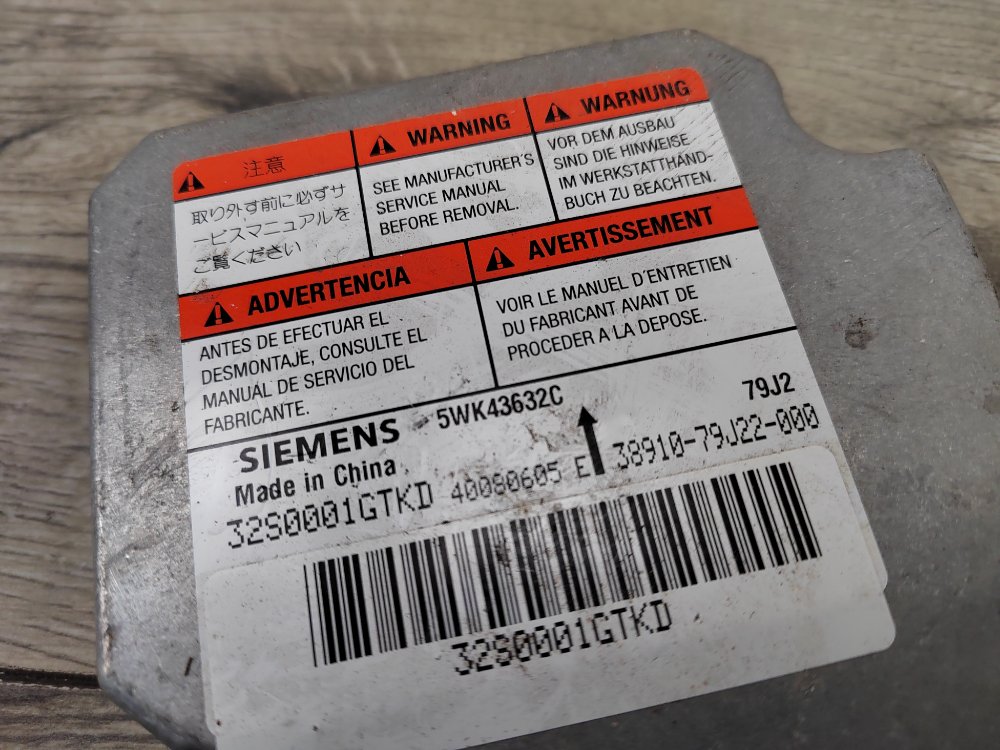 注意
取り外す前に必ずサ
ービスマニュアルを
ご覧ください
WARNING
SEE MANUFACTURER'S
SERVICE MANUAL
BEFORE REMOVAL.
WARNUNG
VOR DEM AUSBAU
SIND DIE HINWEISE
IM WERKSTATTHAND-
BUCH ZU BEACHTEN.
ADVERTENCIA
ANTES DE EFECTUAR EL
DESMONTAJE, CONSULTE EL
MANUAL DE SERVICIO DEL
FABRICANTE.
AVERTISSEMENT
VOIR LE MANUEL D'ENTRETIEN
DU FABRICANT AVANT DE
PROCEDER A LA DEPOSE.
SIEMENS 5WK43632C 79J2
Made in China
32S0001GTKD 40080605 E 38910-79J22-000
32S0001GTKD